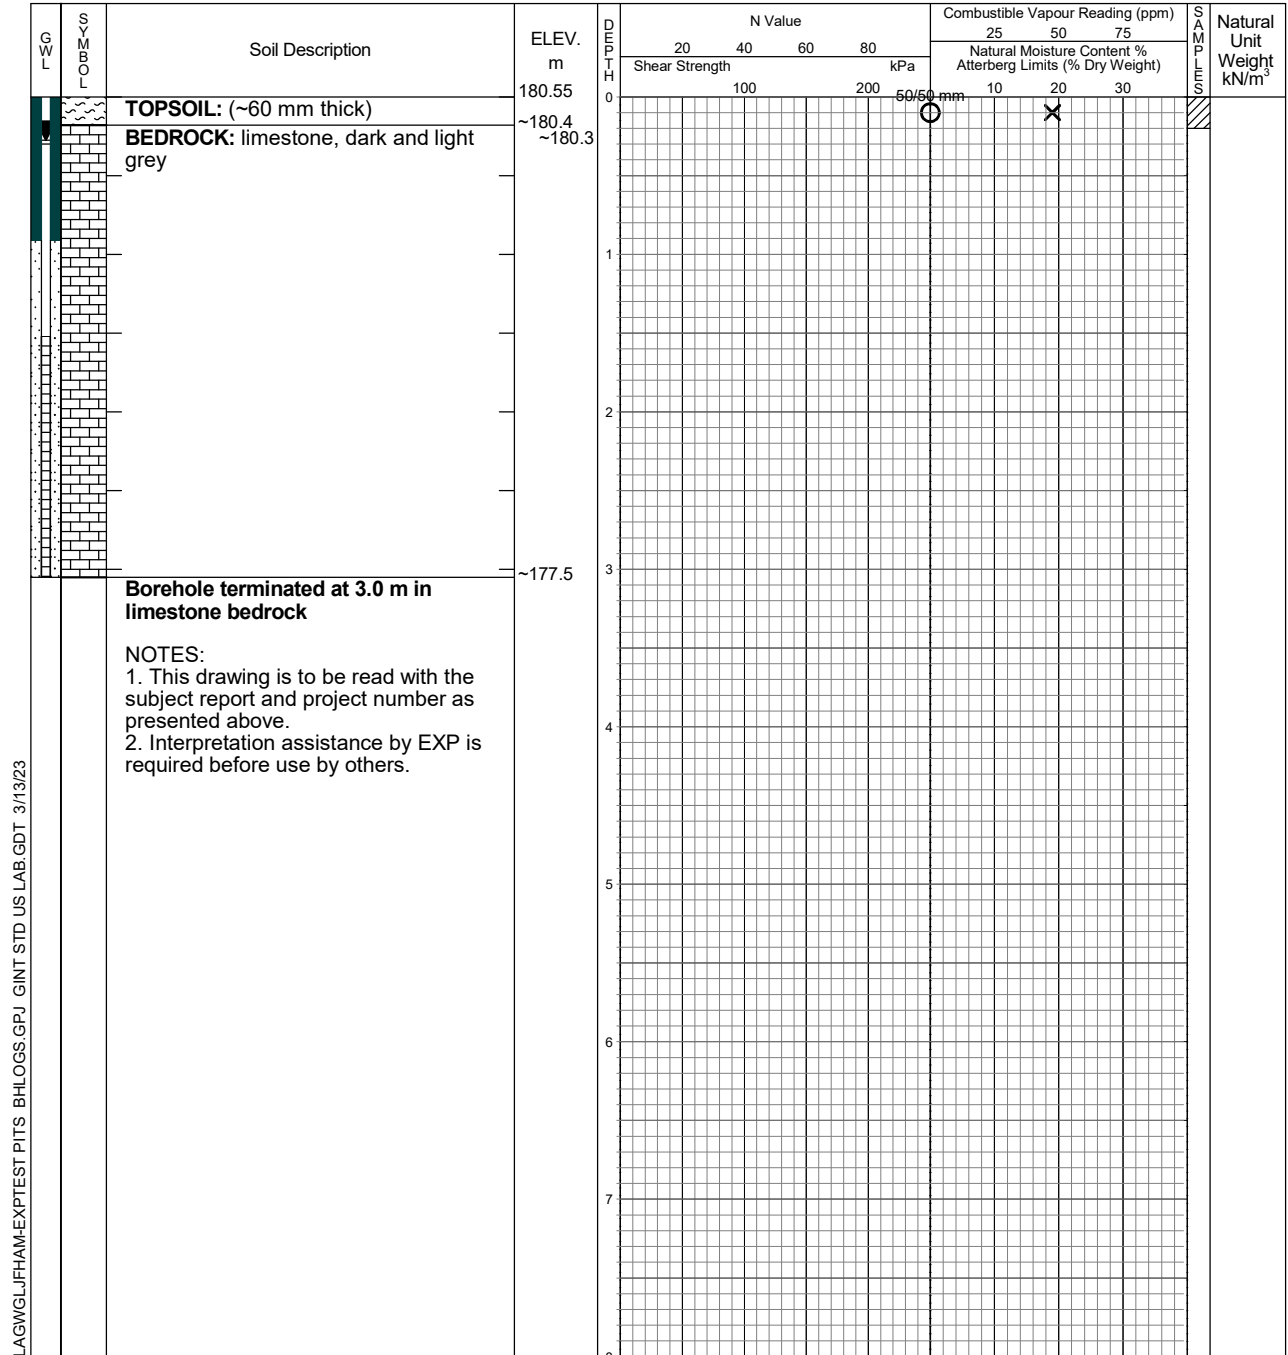 GWL
SYMBOL
Soil Description
ELEV.
m
180.55
DEPTH
N Value
20 40 60 80
Shear Strength kPa
100 200
Combustible Vapour Reading (ppm)
25 50 75
Natural Moisture Content %
Atterberg Limits (% Dry Weight)
10 20 30
SAMPLES
Natural
Unit
Weight
kN/m³
0
50/50 mm
TOPSOIL: (~60 mm thick)
~180.4
BEDROCK: limestone, dark and light
grey
~180.3
1
2
3
~177.5
Borehole terminated at 3.0 m in
limestone bedrock
NOTES:
1. This drawing is to be read with the
subject report and project number as
presented above.
2. Interpretation assistance by EXP is
required before use by others.
4
5
6
7
LAGWGLJFHAM-EXPTEST PITS BHLOGS.GPJ GINT STD US LAB.GDT 3/13/23